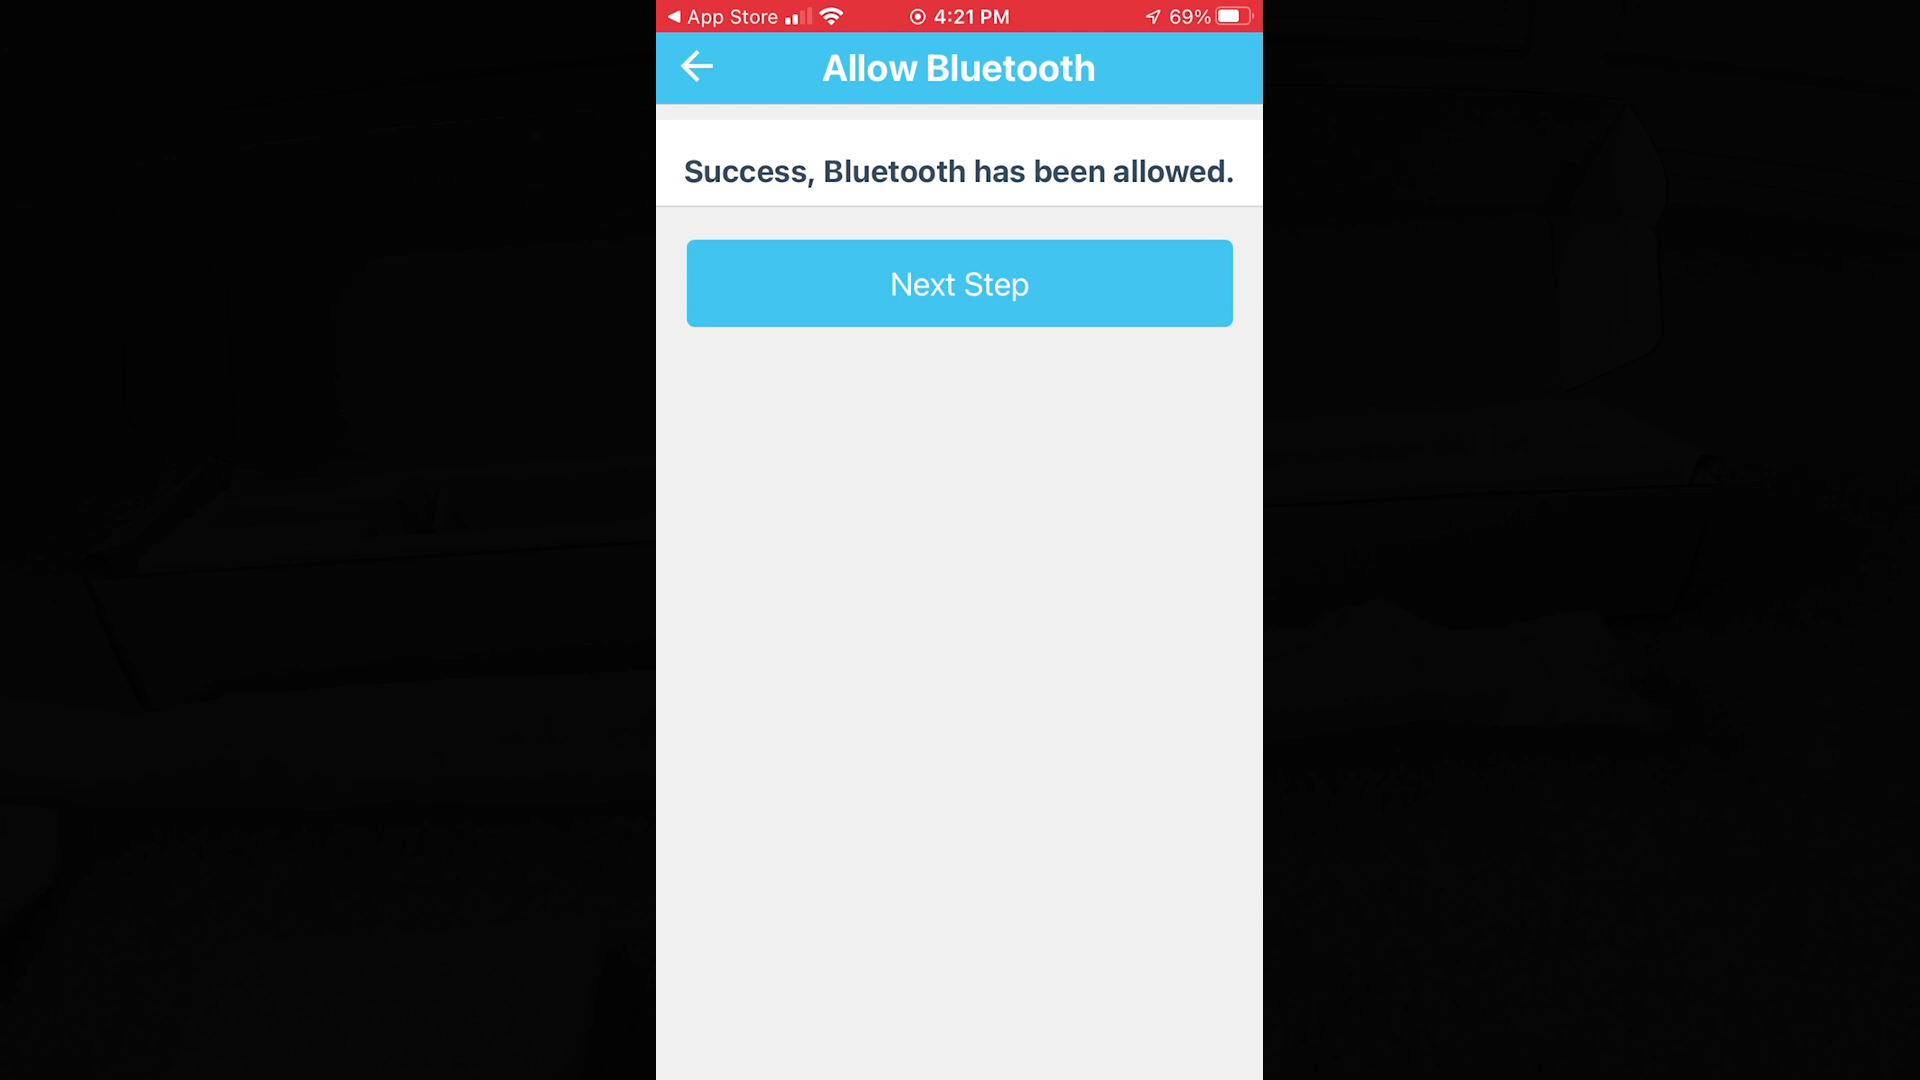 App Store 4:21 PM 69%
Allow Bluetooth
Success, Bluetooth has been allowed.
Next Step